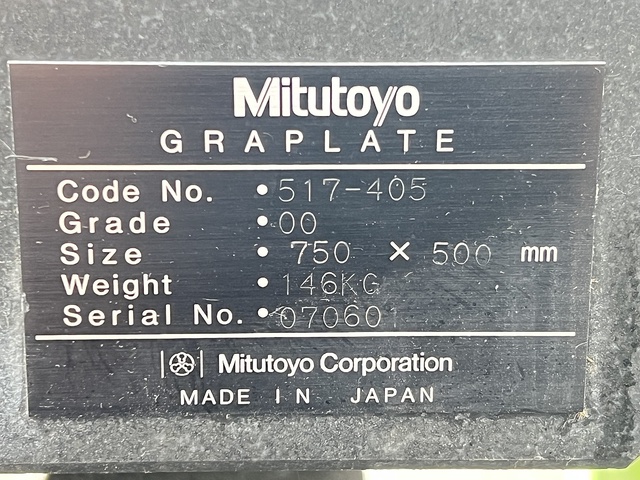 Mitutoyo
GRAPLATE
Code No. •517-405
Grade •00
Size • 750 × 500 mm
Weight •146KG
Serial No. •070601
Mitutoyo Corporation
MADE IN JAPAN